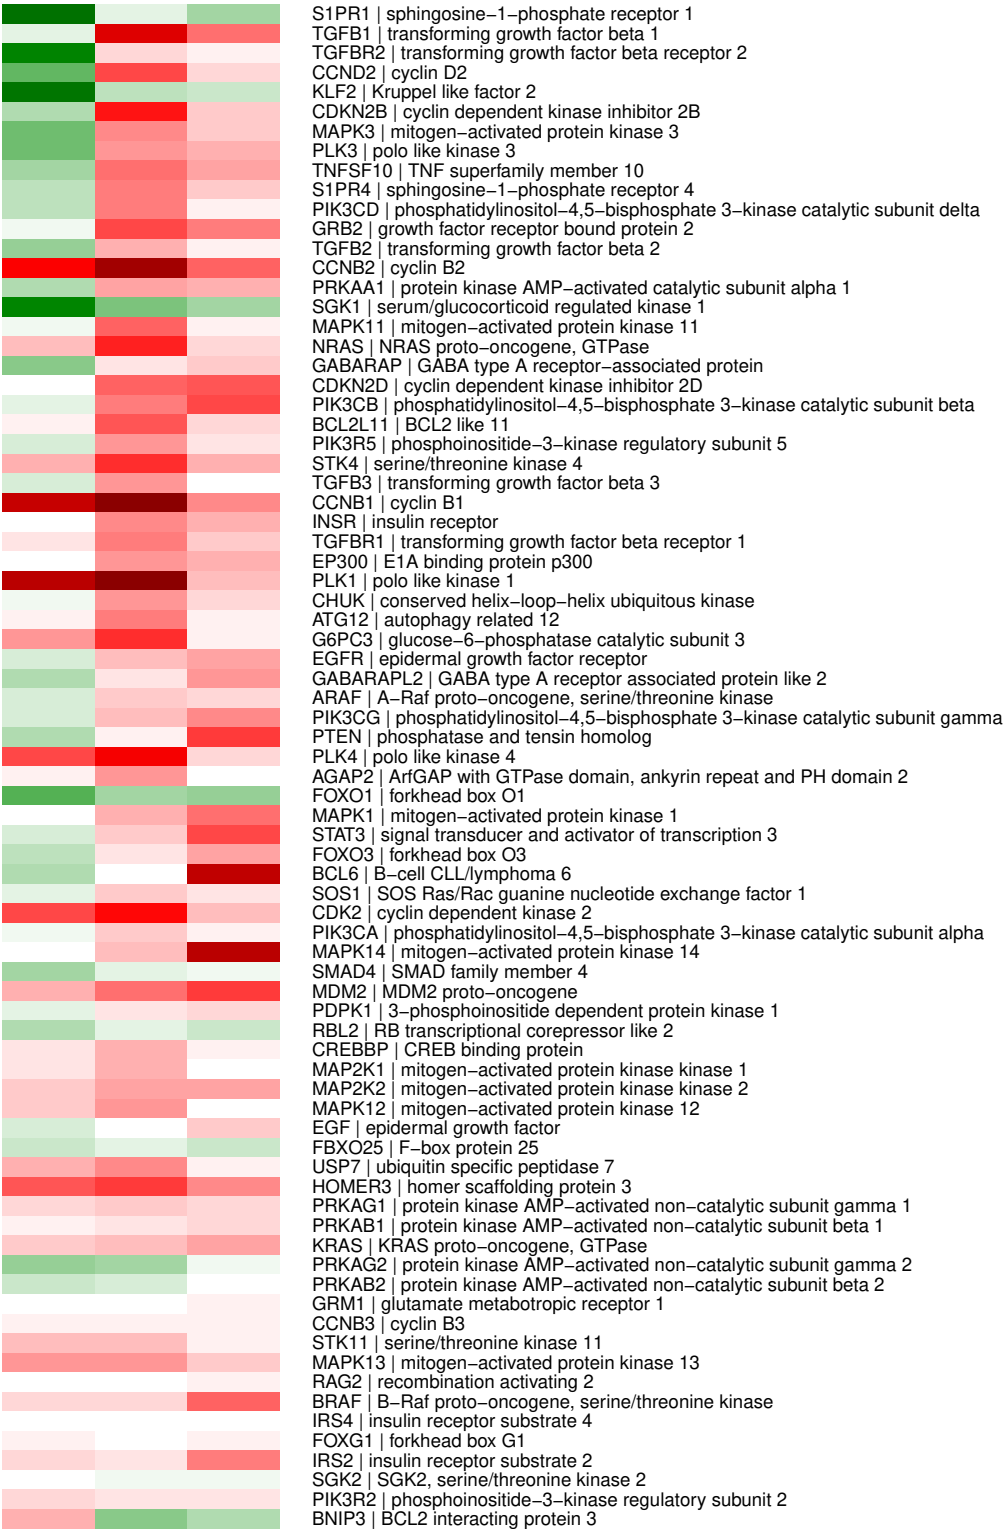 S1PR1 | sphingosine−1−phosphate receptor 1
TGFB1 | transforming growth factor beta 1
TGFBR2 | transforming growth factor beta receptor 2
CCND2 | cyclin D2
KLF2 | Kruppel like factor 2
CDKN2B | cyclin dependent kinase inhibitor 2B
MAPK3 | mitogen−activated protein kinase 3
PLK3 | polo like kinase 3
TNFSF10 | TNF superfamily member 10
S1PR4 | sphingosine−1−phosphate receptor 4
PIK3CD | phosphatidylinositol−4,5−bisphosphate 3−kinase catalytic subunit delta
GRB2 | growth factor receptor bound protein 2
TGFB2 | transforming growth factor beta 2
CCNB2 | cyclin B2
PRKAA1 | protein kinase AMP−activated catalytic subunit alpha 1
SGK1 | serum/glucocorticoid regulated kinase 1
MAPK11 | mitogen−activated protein kinase 11
NRAS | NRAS proto−oncogene, GTPase
GABARAP | GABA type A receptor−associated protein
CDKN2D | cyclin dependent kinase inhibitor 2D
PIK3CB | phosphatidylinositol−4,5−bisphosphate 3−kinase catalytic subunit beta
BCL2L11 | BCL2 like 11
PIK3R5 | phosphoinositide−3−kinase regulatory subunit 5
STK4 | serine/threonine kinase 4
TGFB3 | transforming growth factor beta 3
CCNB1 | cyclin B1
INSR | insulin receptor
TGFBR1 | transforming growth factor beta receptor 1
EP300 | E1A binding protein p300
PLK1 | polo like kinase 1
CHUK | conserved helix−loop−helix ubiquitous kinase
ATG12 | autophagy related 12
G6PC3 | glucose−6−phosphatase catalytic subunit 3
EGFR | epidermal growth factor receptor
GABARAPL2 | GABA type A receptor associated protein like 2
ARAF | A−Raf proto−oncogene, serine/threonine kinase
PIK3CG | phosphatidylinositol−4,5−bisphosphate 3−kinase catalytic subunit gamma
PTEN | phosphatase and tensin homolog
PLK4 | polo like kinase 4
AGAP2 | ArfGAP with GTPase domain, ankyrin repeat and PH domain 2
FOXO1 | forkhead box O1
MAPK1 | mitogen−activated protein kinase 1
STAT3 | signal transducer and activator of transcription 3
FOXO3 | forkhead box O3
BCL6 | B−cell CLL/lymphoma 6
SOS1 | SOS Ras/Rac guanine nucleotide exchange factor 1
CDK2 | cyclin dependent kinase 2
PIK3CA | phosphatidylinositol−4,5−bisphosphate 3−kinase catalytic subunit alpha
MAPK14 | mitogen−activated protein kinase 14
SMAD4 | SMAD family member 4
MDM2 | MDM2 proto−oncogene
PDPK1 | 3−phosphoinositide dependent protein kinase 1
RBL2 | RB transcriptional corepressor like 2
CREBBP | CREB binding protein
MAP2K1 | mitogen−activated protein kinase kinase 1
MAP2K2 | mitogen−activated protein kinase kinase 2
MAPK12 | mitogen−activated protein kinase 12
EGF | epidermal growth factor
FBXO25 | F−box protein 25
USP7 | ubiquitin specific peptidase 7
HOMER3 | homer scaffolding protein 3
PRKAG1 | protein kinase AMP−activated non−catalytic subunit gamma 1
PRKAB1 | protein kinase AMP−activated non−catalytic subunit beta 1
KRAS | KRAS proto−oncogene, GTPase
PRKAG2 | protein kinase AMP−activated non−catalytic subunit gamma 2
PRKAB2 | protein kinase AMP−activated non−catalytic subunit beta 2
GRM1 | glutamate metabotropic receptor 1
CCNB3 | cyclin B3
STK11 | serine/threonine kinase 11
MAPK13 | mitogen−activated protein kinase 13
RAG2 | recombination activating 2
BRAF | B−Raf proto−oncogene, serine/threonine kinase
IRS4 | insulin receptor substrate 4
FOXG1 | forkhead box G1
IRS2 | insulin receptor substrate 2
SGK2 | SGK2, serine/threonine kinase 2
PIK3R2 | phosphoinositide−3−kinase regulatory subunit 2
BNIP3 | BCL2 interacting protein 3